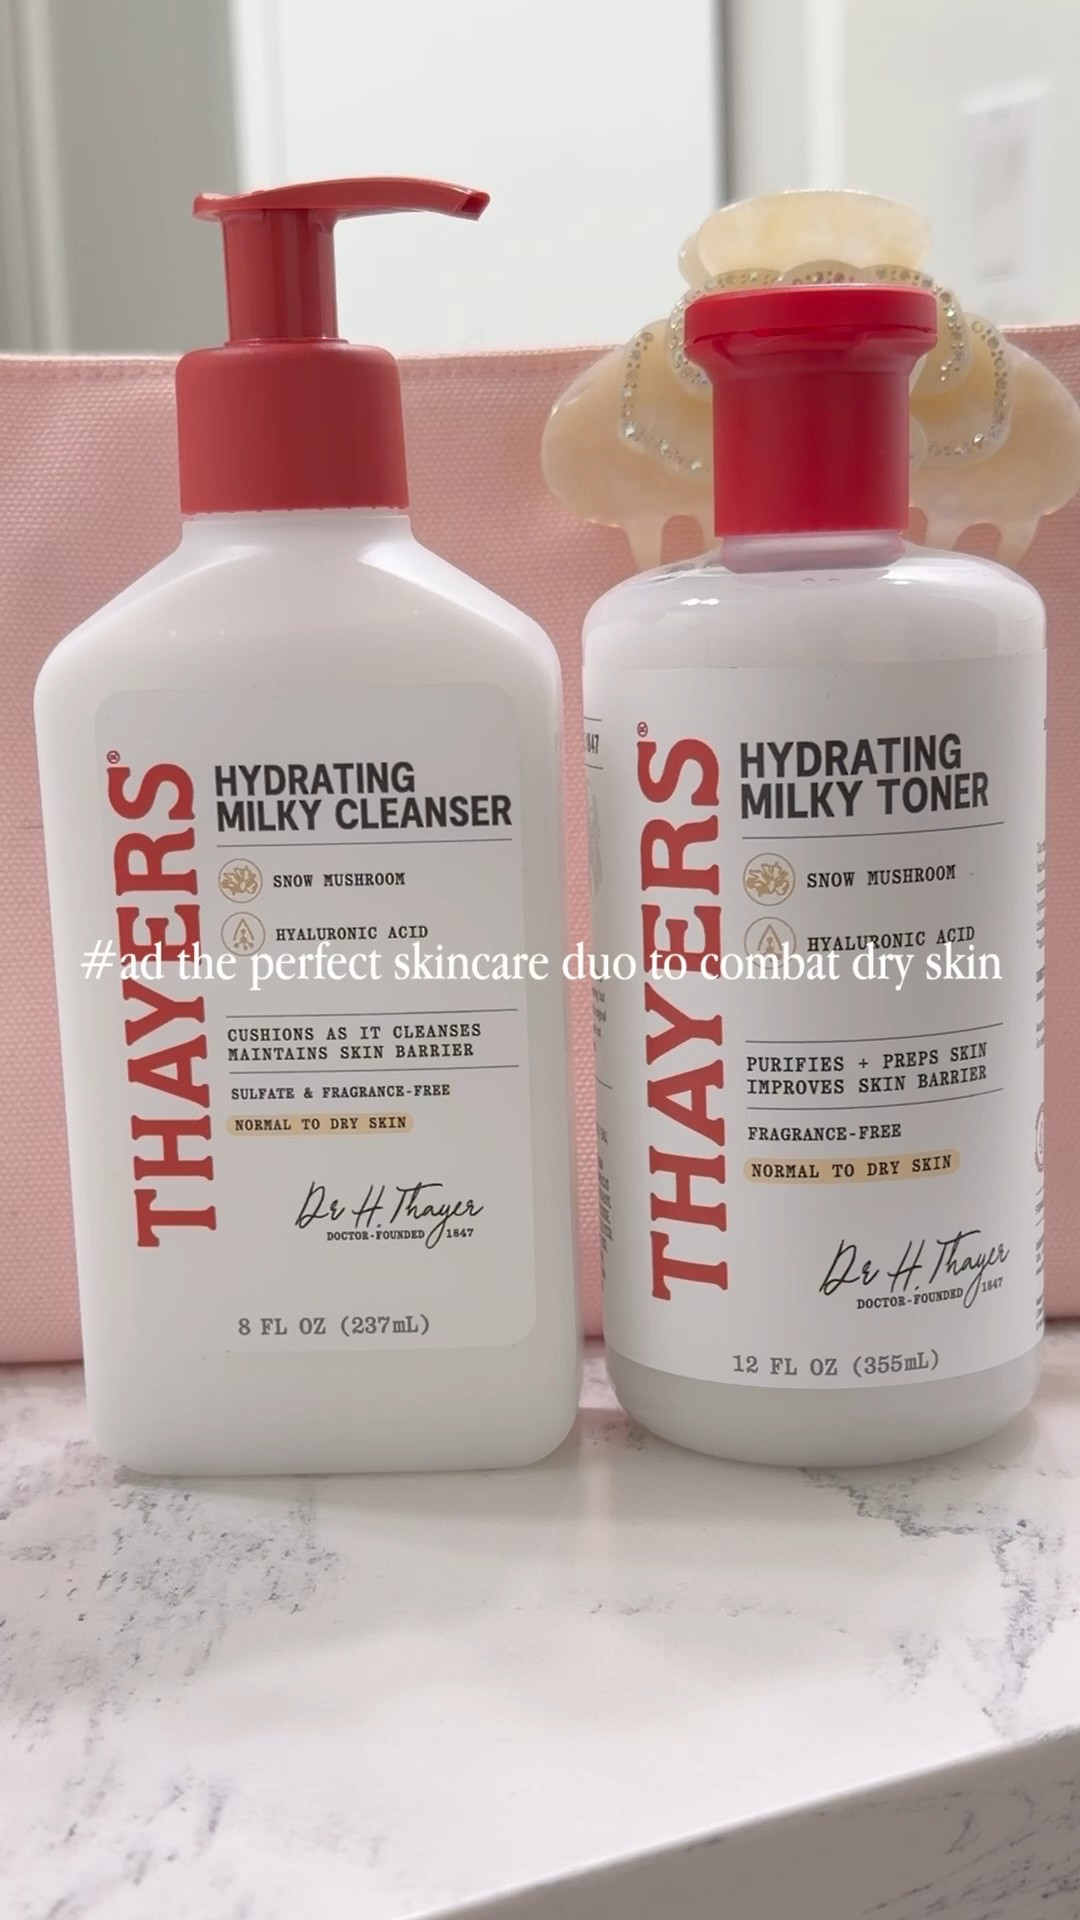 THAYERS®
HYDRATING
MILKY CLEANSER
SNOW MUSHROOM
HYALURONIC ACID
CUSHIONS AS IT CLEANSES
MAINTAINS SKIN BARRIER
SULFATE & FRAGRANCE-FREE
NORMAL TO DRY SKIN
Dr H. Thayer
DOCTOR-FOUNDED 1847
8 FL OZ (237mL)
THAYERS®
HYDRATING
MILKY TONER
SNOW MUSHROOM
HYALURONIC ACID
PURIFIES + PREPS SKIN
IMPROVES SKIN BARRIER
FRAGRANCE-FREE
NORMAL TO DRY SKIN
Dr H. Thayer
DOCTOR-FOUNDED 1847
12 FL OZ (355mL)
#ad the perfect skincare duo to combat dry skin